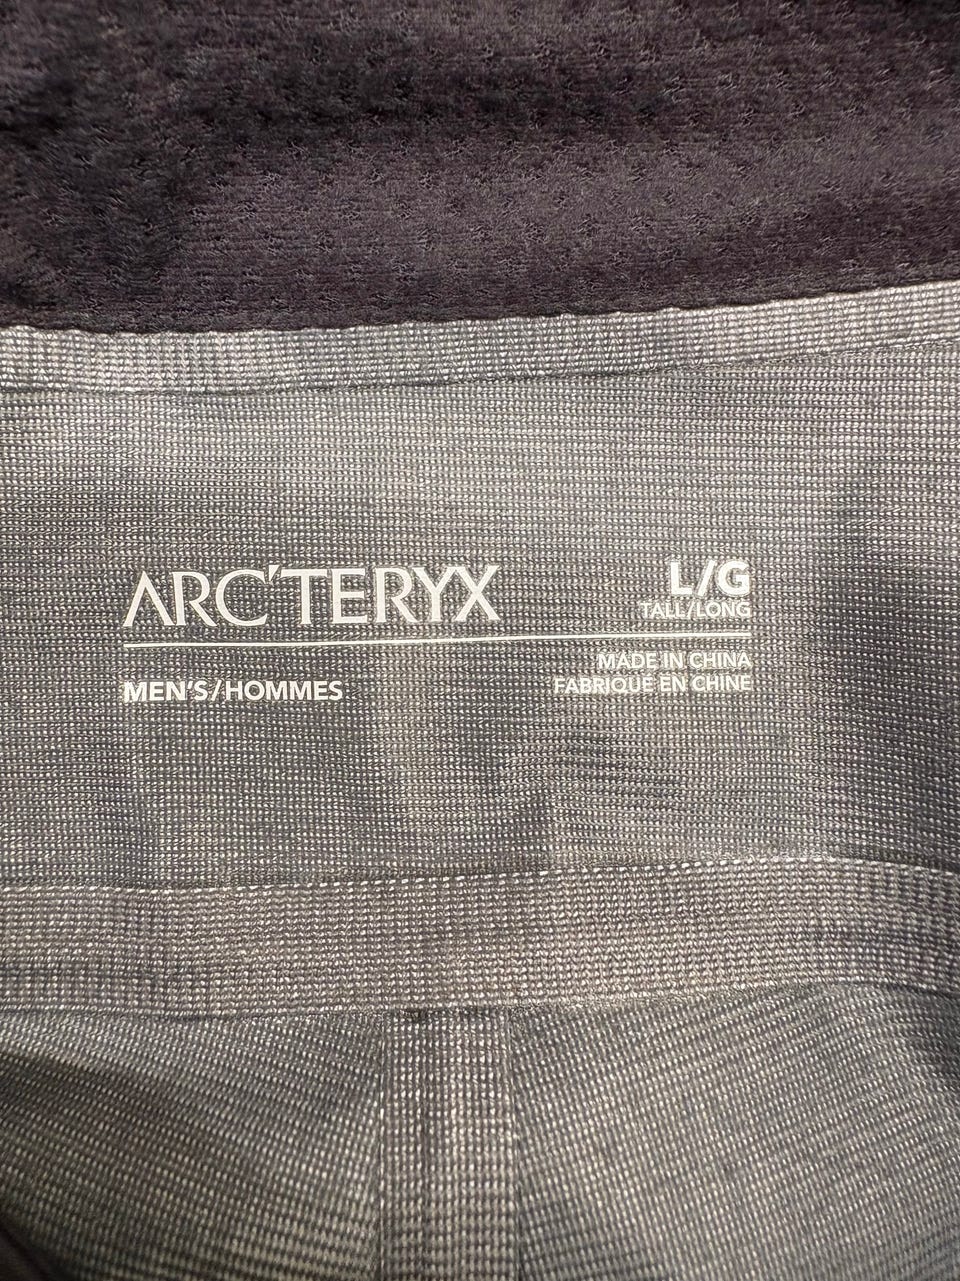 ARC'TERYX
L/G
TALL/LONG
MEN'S/HOMMES
MADE IN CHINA
FABRIQUE EN CHINE